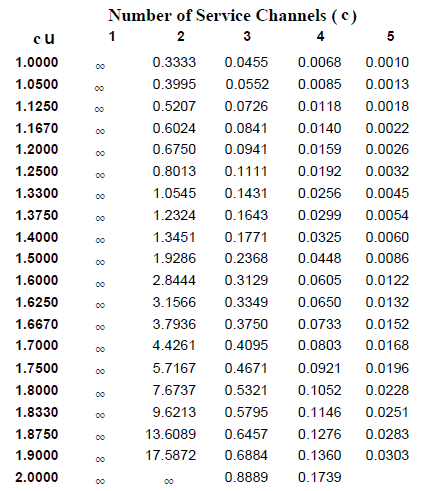 Number of Service Channels ( c )
c u 1 2 3 4 5
1.0000 ∞ 0.3333 0.0455 0.0068 0.0010
1.0500 ∞ 0.3995 0.0552 0.0085 0.0013
1.1250 ∞ 0.5207 0.0726 0.0118 0.0018
1.1670 ∞ 0.6024 0.0841 0.0140 0.0022
1.2000 ∞ 0.6750 0.0941 0.0159 0.0026
1.2500 ∞ 0.8013 0.1111 0.0192 0.0032
1.3300 ∞ 1.0545 0.1431 0.0256 0.0045
1.3750 ∞ 1.2324 0.1643 0.0299 0.0054
1.4000 ∞ 1.3451 0.1771 0.0325 0.0060
1.5000 ∞ 1.9286 0.2368 0.0448 0.0086
1.6000 ∞ 2.8444 0.3129 0.0605 0.0122
1.6250 ∞ 3.1566 0.3349 0.0650 0.0132
1.6670 ∞ 3.7936 0.3750 0.0733 0.0152
1.7000 ∞ 4.4261 0.4095 0.0803 0.0168
1.7500 ∞ 5.7167 0.4671 0.0921 0.0196
1.8000 ∞ 7.6737 0.5321 0.1052 0.0228
1.8330 ∞ 9.6213 0.5795 0.1146 0.0251
1.8750 ∞ 13.6089 0.6457 0.1276 0.0283
1.9000 ∞ 17.5872 0.6884 0.1360 0.0303
2.0000 ∞ ∞ 0.8889 0.1739